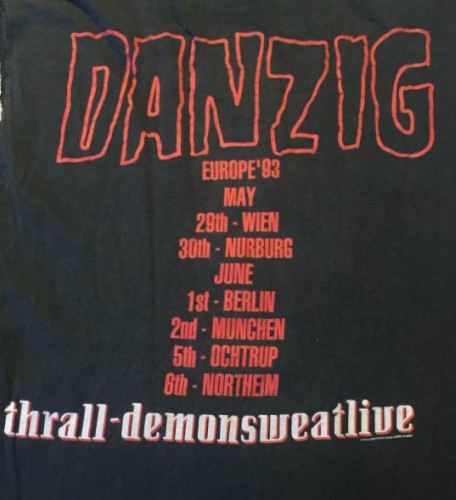 DANZIG
EUROPE'93
MAY
29th - WIEN
30th - NURBURG
JUNE
1st - BERLIN
2nd - MUNCHEN
5th - OCHTRUP
6th - NORTHEIM
thrall-demonsweatlive